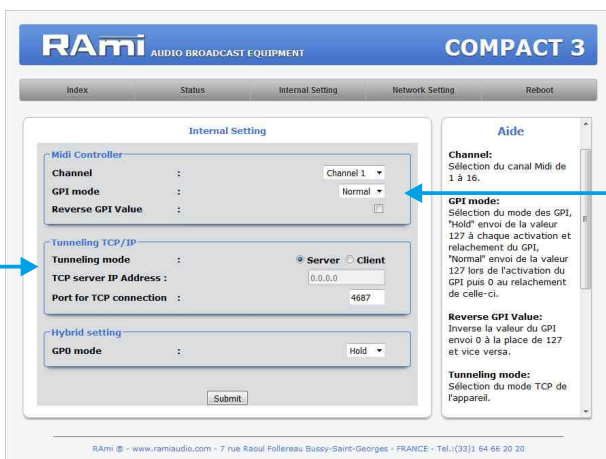 RAmi AUDIO BROADCAST EQUIPMENT
COMPACT 3
Index Status Internal Setting Network Setting Reboot
Internal Setting
Midi Controller
Channel : Channel 1
GPI mode : Normal
Reverse GPI Value :
Tunneling TCP/IP
Tunneling mode : Server Client
TCP server IP Address : 0.0.0.0
Port for TCP connection : 4687
Hybrid setting
GP0 mode : Hold
Submit
Aide
Channel:
Sélection du canal Midi de
1 à 16.
GPI mode:
Sélection du mode des GPI,
"Hold" envoi de la valeur
127 à chaque activation et
relachement du GPI,
"Normal" envoi de la valeur
127 lors de l'activation du
GPI puis 0 au relachement
de celle-ci.
Reverse GPI Value:
Inverse la valeur du GPI
envoi 0 à la place de 127
et vice versa.
Tunneling mode:
Sélection du mode TCP de
l'appareil.
RAmi ® - www.ramiaudio.com - 7 rue Raoul Follereau Bussy-Saint-Georges - FRANCE - Tel.:(33)1 64 66 20 20